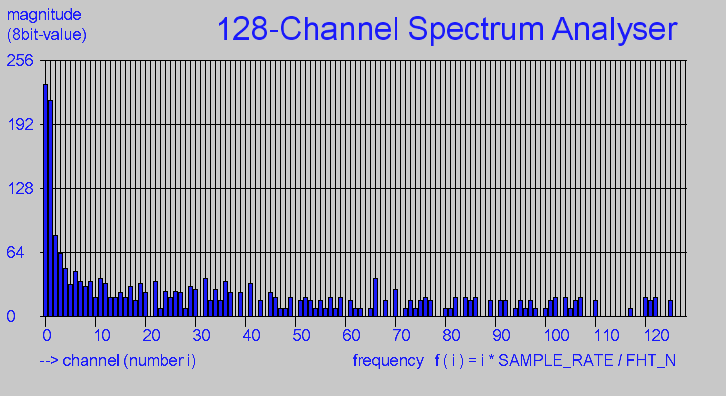 magnitude
(8bit-value)
128-Channel Spectrum Analyser
256
192
128
64
0
0 10 20 30 40 50 60 70 80 90 100 110 120
--> channel (number i)
frequency f ( i ) = i * SAMPLE_RATE / FHT_N